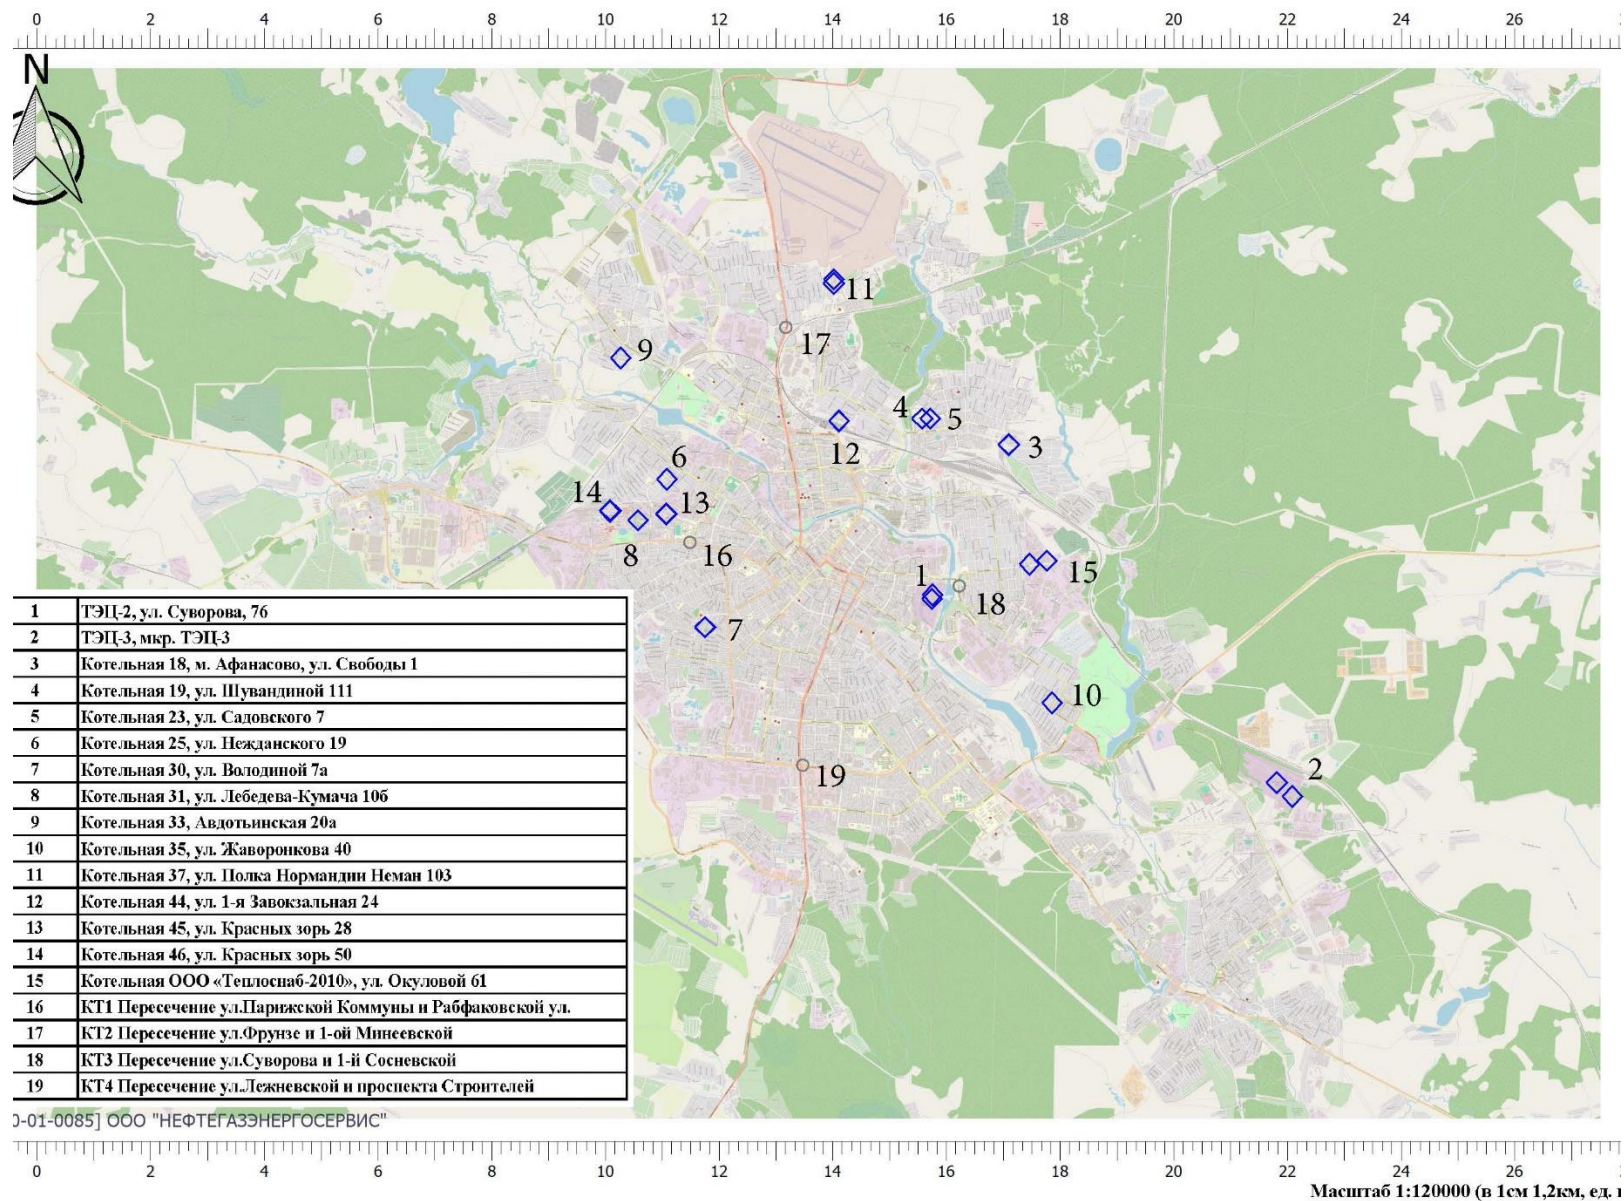 0 2 4 6 8 10 12 14 16 18 20 22 24 26
N
11
17
9
4 5
12 3
6
14 13
8 16
15
1 18
7
10
2
19
1 ТЭЦ-2, ул. Суворова, 76
2 ТЭЦ-3, мкр. ТЭЦ-3
3 Котельная 18, м. Афанасово, ул. Свободы 1
4 Котельная 19, ул. Шувандиной 111
5 Котельная 23, ул. Садовского 7
6 Котельная 25, ул. Нежданского 19
7 Котельная 30, ул. Володиной 7а
8 Котельная 31, ул. Лебедева-Кумача 10б
9 Котельная 33, Авдотьинская 20а
10 Котельная 35, ул. Жаворонкова 40
11 Котельная 37, ул. Полка Нормандии Неман 103
12 Котельная 44, ул. 1-я Завокзальная 24
13 Котельная 45, ул. Красных зорь 28
14 Котельная 46, ул. Красных зорь 50
15 Котельная ООО «Теплоснаб-2010», ул. Окуловой 61
16 КТ1 Пересечение ул.Парижской Коммуны и Рабфаковской ул.
17 КТ2 Пересечение ул.Фрунзе и 1-ой Минеевской
18 КТ3 Пересечение ул.Суворова и 1-й Сосневской
19 КТ4 Пересечение ул.Лежневской и проспекта Строителей
0-01-0085] ООО "НЕФТЕГАЗЭНЕРГОСЕРВИС"
0 2 4 6 8 10 12 14 16 18 20 22 24 26
Масштаб 1:120000 (в 1см 1,2км, ед.